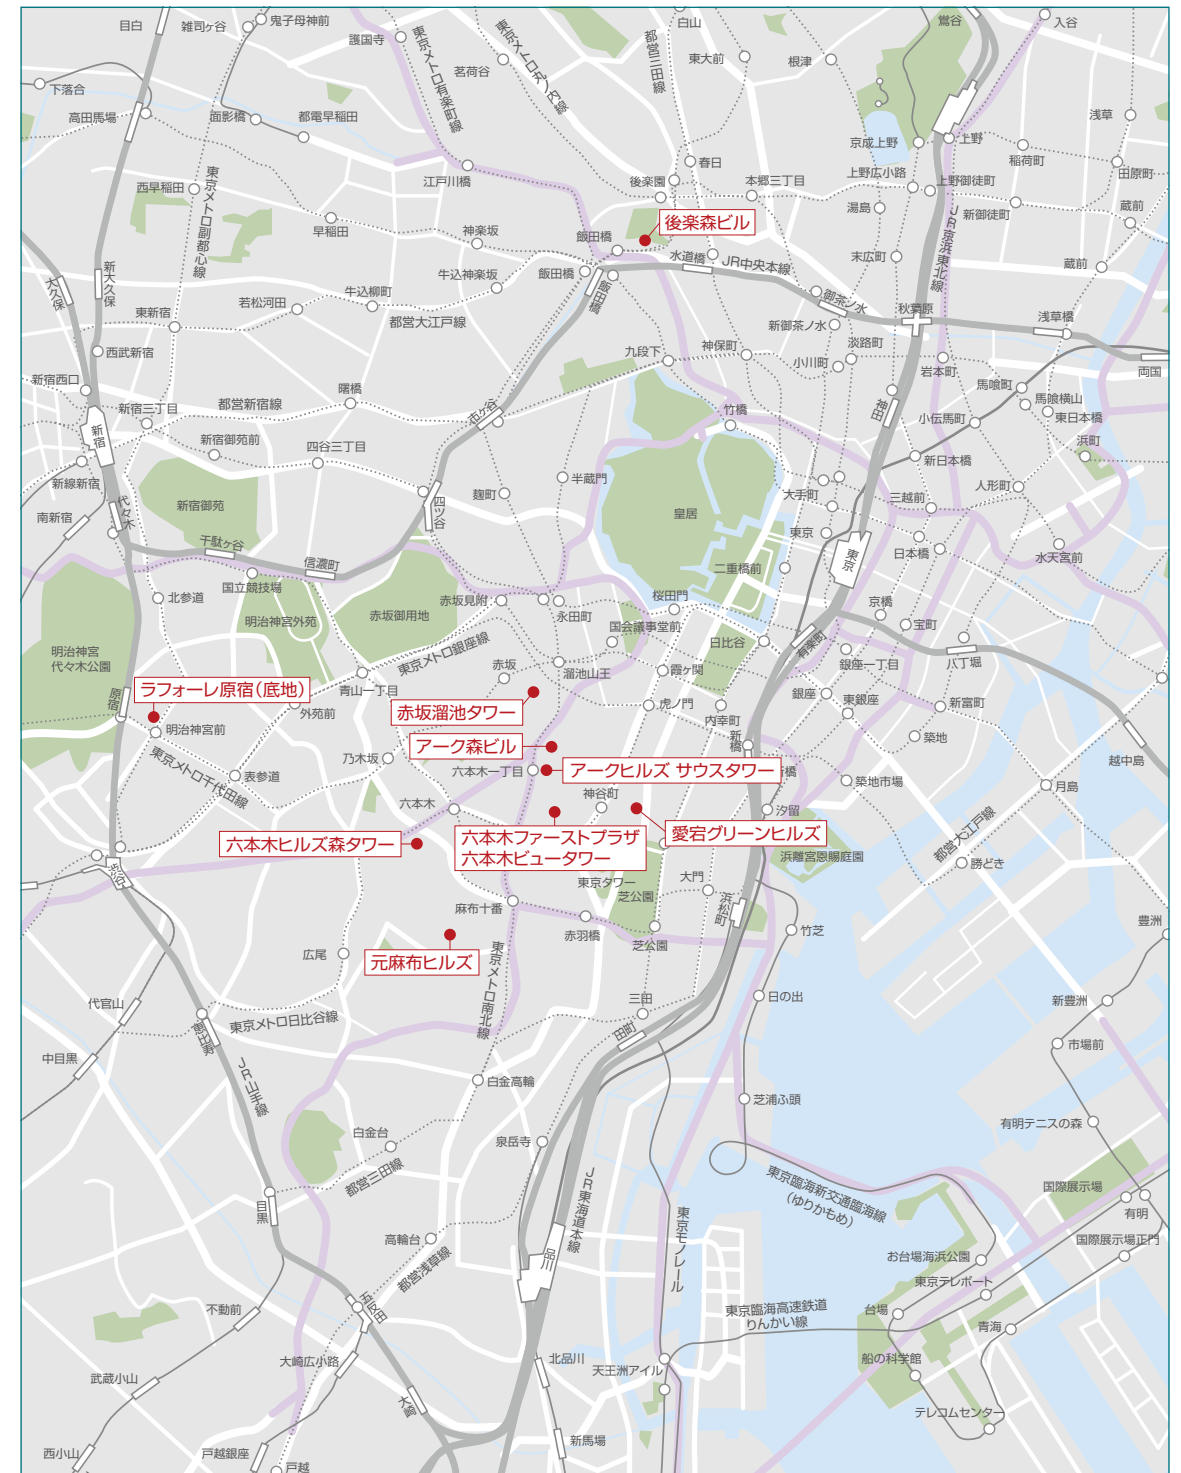 目白
雑司ヶ谷
鬼子母神前
護国寺
東京メトロ有楽町線
東京メトロ丸ノ内線
茗荷谷
都営三田線
白山
東大前
根津
鶯谷
入谷
下落合
高田馬場
面影橋
都電早稲田
江戸川橋
春日
後楽園
本郷三丁目
京成上野
上野
浅草
稲荷町
田原町
上野広小路
上野御徒町
湯島
新御徒町
蔵前
西早稲田
東京メトロ副都心線
早稲田
神楽坂
飯田橋
後楽森ビル
水道橋
JR中央本線
末広町
JR京浜東北線
蔵前
大久保
新大久保
牛込神楽坂
飯田橋
飯田橋
牛込柳町
若松河田
都営大江戸線
東新宿
御茶ノ水
新御茶ノ水
秋葉原
浅草橋
西武新宿
九段下
神保町
淡路町
小川町
岩本町
両国
馬喰町
馬喰横山
東日本橋
新宿西口
曙橋
都営新宿線
新宿三丁目
市ヶ谷
竹橋
神田
小伝馬町
浜町
新宿
新宿御苑前
四谷三丁目
新線新宿
半蔵門
麹町
新日本橋
大手町
三越前
人形町
新宿御苑
南新宿
代々木
四ツ谷
皇居
東京
東京
日本橋
水天宮前
千駄ヶ谷
信濃町
国立競技場
二重橋前
北参道
明治神宮外苑
赤坂御用地
赤坂見附
永田町
桜田門
国会議事堂前
日比谷
有楽町
京橋
宝町
八丁堀
明治神宮
代々木公園
東京メトロ銀座線
赤坂
溜池山王
霞ヶ関
銀座一丁目
原宿
ラフォーレ原宿(底地)
青山一丁目
外苑前
赤坂溜池タワー
虎ノ門
内幸町
銀座
東銀座
新富町
明治神宮前
アーク森ビル
新橋
築地
越中島
東京メトロ千代田線
表参道
乃木坂
六本木一丁目
アークヒルズ サウスタワー
築地市場
月島
六本木
神谷町
汐留
六本木ヒルズ森タワー
六本木ファーストプラザ
六本木ビュータワー
愛宕グリーンヒルズ
浜離宮恩賜庭園
都営大江戸線
勝どき
渋谷
東京タワー
芝公園
大門
浜松町
麻布十番
赤羽橋
芝公園
竹芝
豊洲
元麻布ヒルズ
広尾
東京メトロ南北線
代官山
恵比寿
東京メトロ日比谷線
三田
田町
日の出
新豊洲
中目黒
JR山手線
市場前
白金高輪
芝浦ふ頭
白金台
泉岳寺
有明テニスの森
都営三田線
目黒
JR東海道本線
東京モノレール
東京臨海新交通臨海線
(ゆりかもめ)
国際展示場
有明
国際展示場正門
高輪台
都営浅草線
品川
お台場海浜公園
東京テレポート
不動前
五反田
東京臨海高速鉄道
りんかい線
台場
青海
大崎広小路
北品川
天王洲アイル
船の科学館
武蔵小山
大崎
テレコムセンター
新馬場
西小山
戸越銀座
戸越